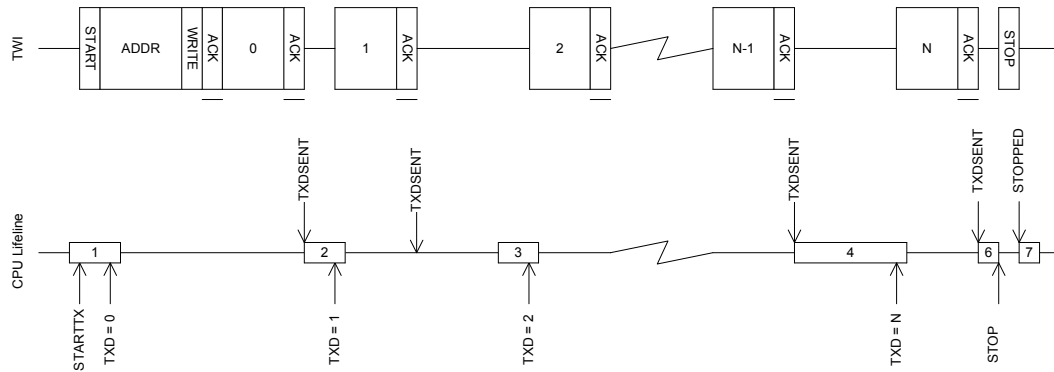 TWI
START
ADDR
WRITE
ACK
0
ACK
1
ACK
2
ACK
N-1
ACK
N
ACK
STOP
CPU Lifeline
TXDSENT
TXDSENT
TXDSENT
TXDSENT
STOPPED
1
2
3
4
6
7
STARTTX
TXD = 0
TXD = 1
TXD = 2
TXD = N
STOP